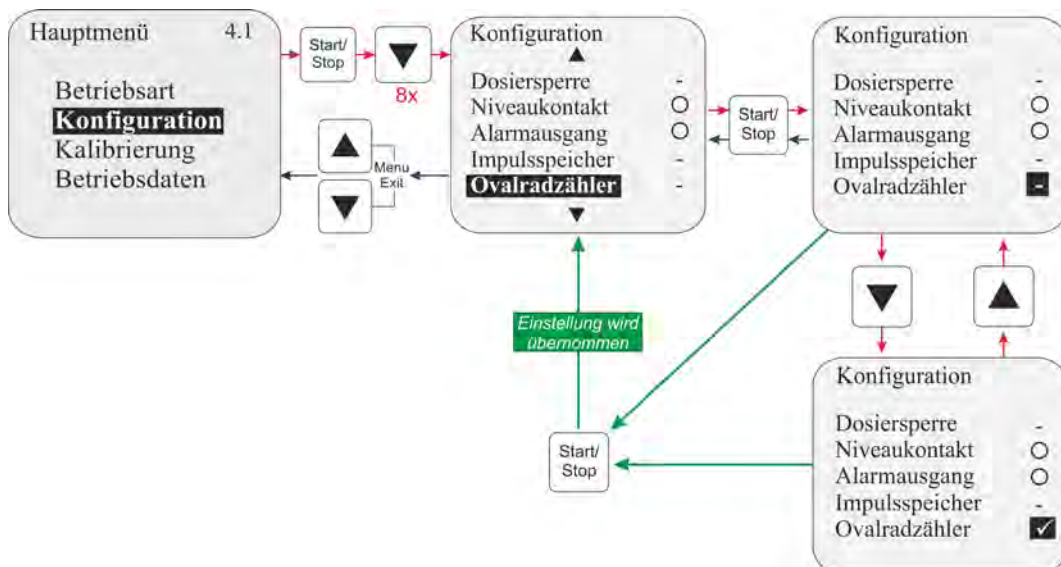 Hauptmenü 4.1
Betriebsart
Konfiguration
Kalibrierung
Betriebsdaten
Start/
Stop
8x
Menu
Exit
Konfiguration
Dosiersperre -
Niveaukontakt O
Alarmausgang O
Impulsspeicher -
Ovalradzähler -
Start/
Stop
Konfiguration
Dosiersperre -
Niveaukontakt O
Alarmausgang O
Impulsspeicher -
Ovalradzähler -
Einstellung wird
übernommen
Start/
Stop
Konfiguration
Dosiersperre -
Niveaukontakt O
Alarmausgang O
Impulsspeicher -
Ovalradzähler ✓